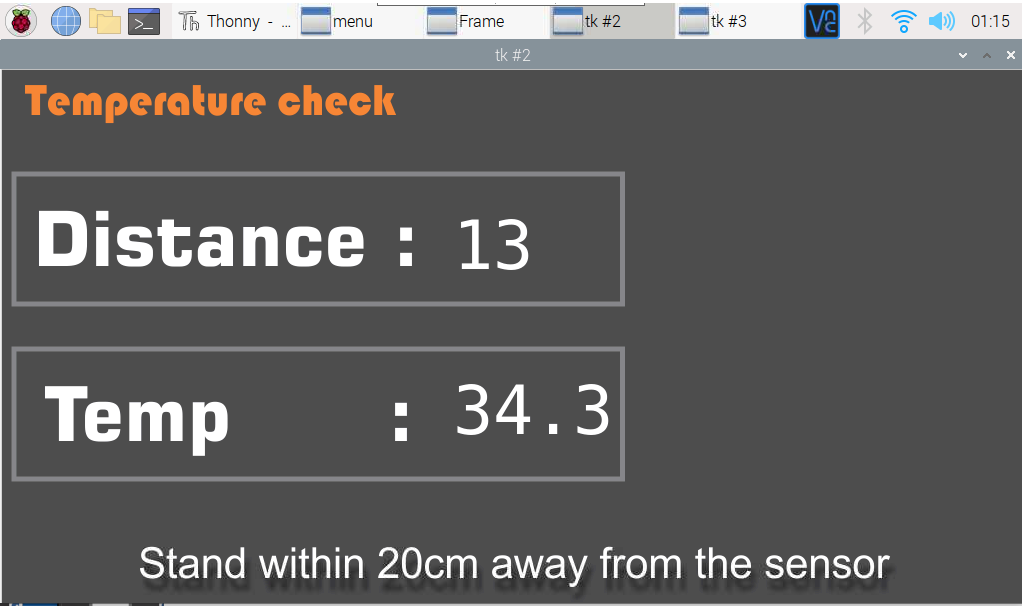 Thonny - ...
menu
Frame
tk #2
tk #3
01:15
tk #2
Temperature check
Distance : 13
Temp : 34.3
Stand within 20cm away from the sensor